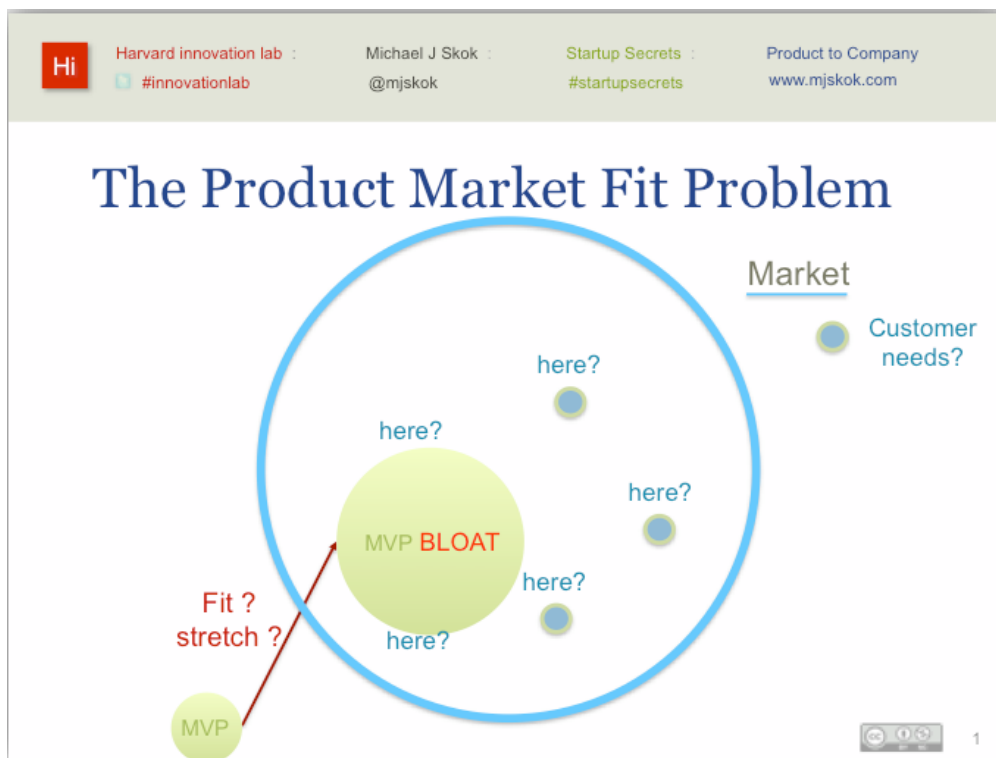 Hi
Harvard innovation lab :
#innovationlab
Michael J Skok :
@mjskok
Startup Secrets :
#startupsecrets
Product to Company
www.mjskok.com
The Product Market Fit Problem
Market
Customer
needs?
here?
here?
here?
MVP BLOAT
here?
here?
Fit ?
stretch ?
MVP
cc
1